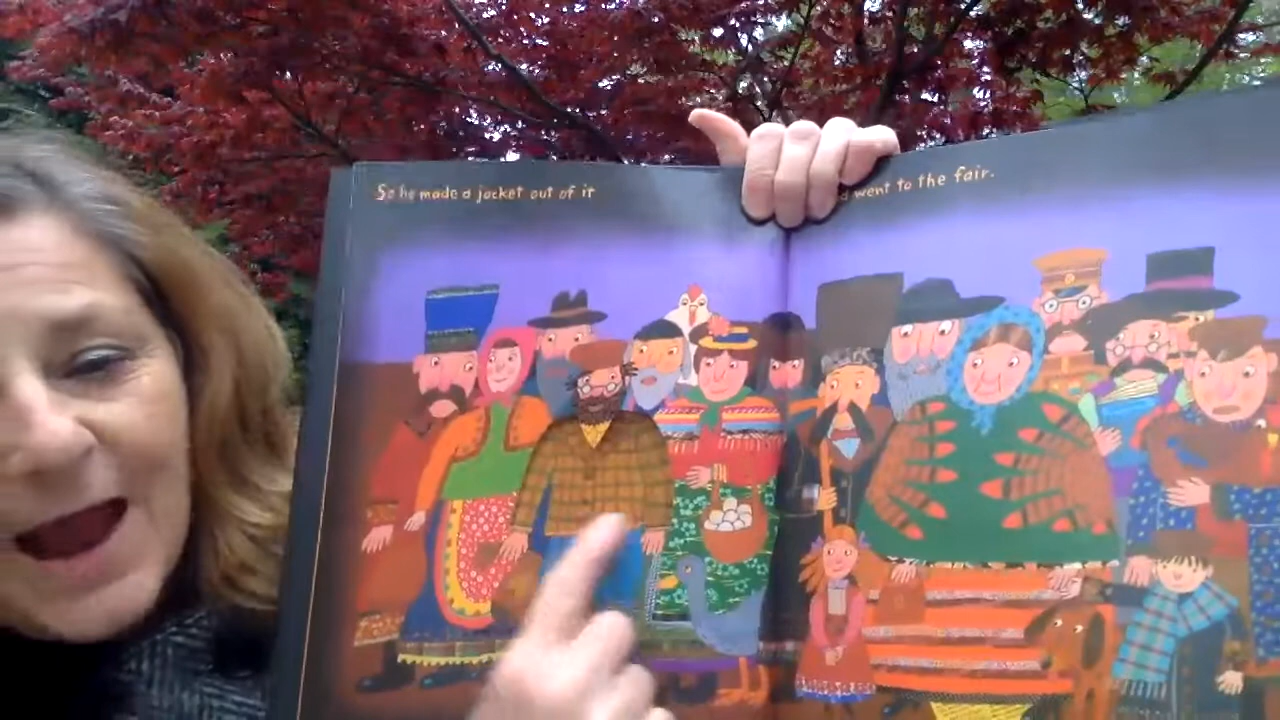 So he made a jacket out of it
went to the fair.